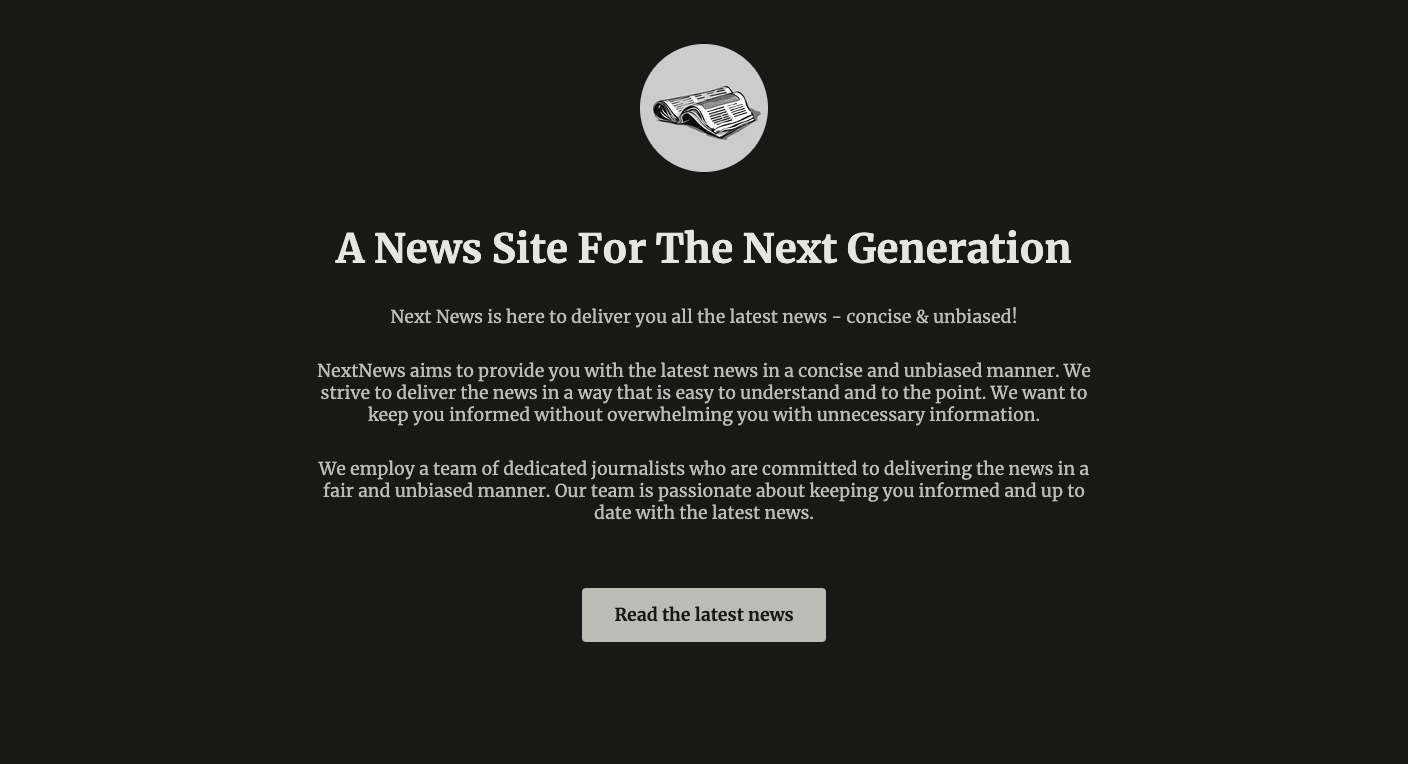 A News Site For The Next Generation
Next News is here to deliver you all the latest news - concise & unbiased!
NextNews aims to provide you with the latest news in a concise and unbiased manner. We
strive to deliver the news in a way that is easy to understand and to the point. We want to
keep you informed without overwhelming you with unnecessary information.
We employ a team of dedicated journalists who are committed to delivering the news in a
fair and unbiased manner. Our team is passionate about keeping you informed and up to
date with the latest news.
Read the latest news